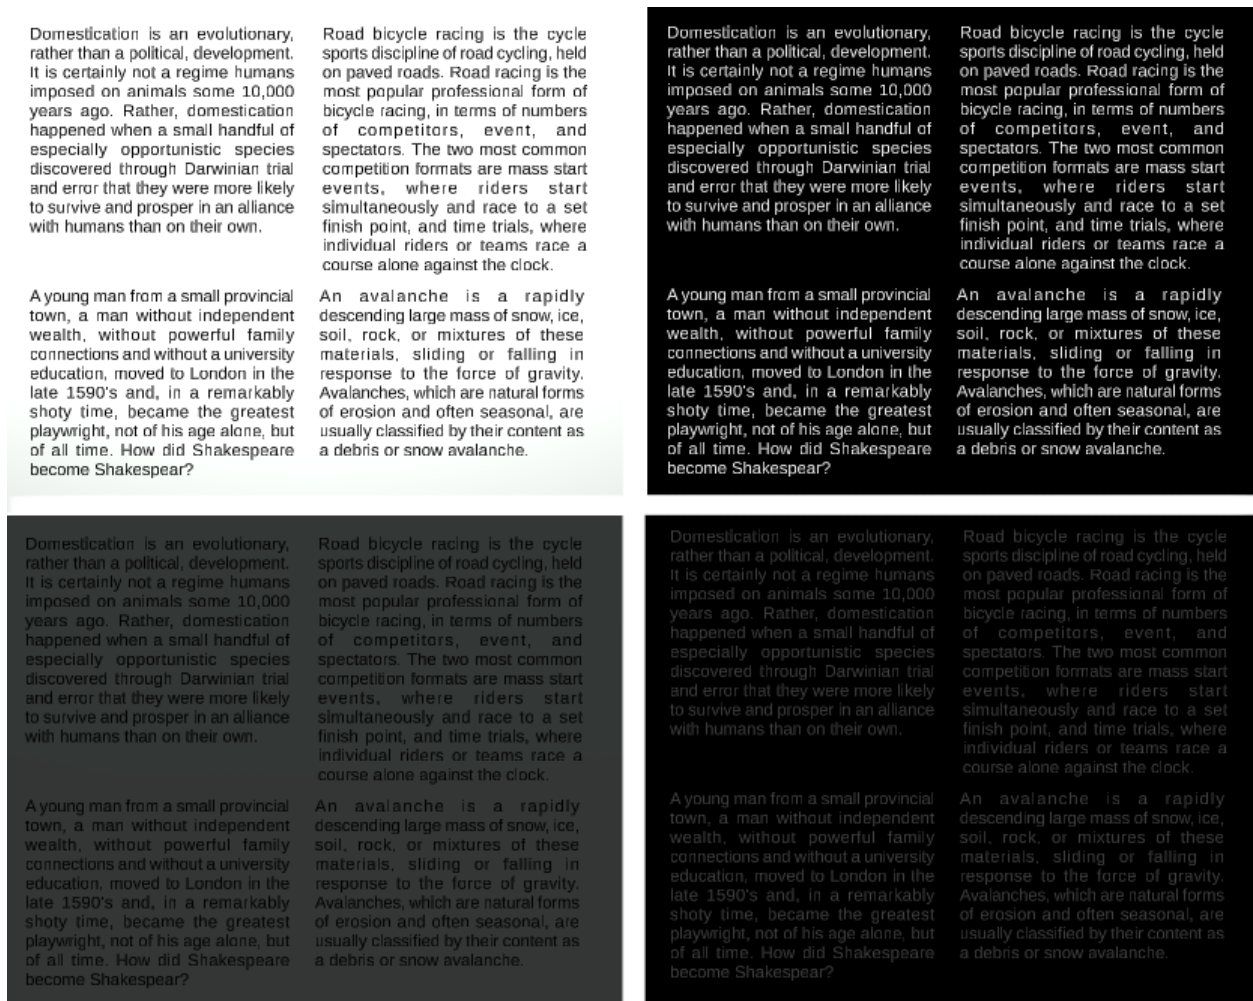 Domestication is an evolutionary,
rather than a political, development.
It is certainly not a regime humans
imposed on animals some 10,000
years ago. Rather, domestication
happened when a small handful of
especially opportunistic species
discovered through Darwinian trial
and error that they were more likely
to survive and prosper in an alliance
with humans than on their own.
Road bicycle racing is the cycle
sports discipline of road cycling, held
on paved roads. Road racing is the
most popular professional form of
bicycle racing, in terms of numbers
of competitors, event, and
spectators. The two most common
competition formats are mass start
events, where riders start
simultaneously and race to a set
finish point, and time trials, where
individual riders or teams race a
course alone against the clock.
A young man from a small provincial
town, a man without independent
wealth, without powerful family
connections and without a university
education, moved to London in the
late 1590's and, in a remarkably
shoty time, became the greatest
playwright, not of his age alone, but
of all time. How did Shakespeare
become Shakespear?
An avalanche is a rapidly
descending large mass of snow, ice,
soil, rock, or mixtures of these
materials, sliding or falling in
response to the force of gravity.
Avalanches, which are natural forms
of erosion and often seasonal, are
usually classified by their content as
a debris or snow avalanche.
Domestication is an evolutionary,
rather than a political, development.
It is certainly not a regime humans
imposed on animals some 10,000
years ago. Rather, domestication
happened when a small handful of
especially opportunistic species
discovered through Darwinian trial
and error that they were more likely
to survive and prosper in an alliance
with humans than on their own.
Road bicycle racing is the cycle
sports discipline of road cycling, held
on paved roads. Road racing is the
most popular professional form of
bicycle racing, in terms of numbers
of competitors, event, and
spectators. The two most common
competition formats are mass start
events, where riders start
simultaneously and race to a set
finish point, and time trials, where
individual riders or teams race a
course alone against the clock.
A young man from a small provincial
town, a man without independent
wealth, without powerful family
connections and without a university
education, moved to London in the
late 1590's and, in a remarkably
shoty time, became the greatest
playwright, not of his age alone, but
of all time. How did Shakespeare
become Shakespear?
An avalanche is a rapidly
descending large mass of snow, ice,
soil, rock, or mixtures of these
materials, sliding or falling in
response to the force of gravity.
Avalanches, which are natural forms
of erosion and often seasonal, are
usually classified by their content as
a debris or snow avalanche.
Domestication is an evolutionary,
rather than a political, development.
It is certainly not a regime humans
imposed on animals some 10,000
years ago. Rather, domestication
happened when a small handful of
especially opportunistic species
discovered through Darwinian trial
and error that they were more likely
to survive and prosper in an alliance
with humans than on their own.
Road bicycle racing is the cycle
sports discipline of road cycling, held
on paved roads. Road racing is the
most popular professional form of
bicycle racing, in terms of numbers
of competitors, event, and
spectators. The two most common
competition formats are mass start
events, where riders start
simultaneously and race to a set
finish point, and time trials, where
individual riders or teams race a
course alone against the clock.
A young man from a small provincial
town, a man without independent
wealth, without powerful family
connections and without a university
education, moved to London in the
late 1590's and, in a remarkably
shoty time, became the greatest
playwright, not of his age alone, but
of all time. How did Shakespeare
become Shakespear?
An avalanche is a rapidly
descending large mass of snow, ice,
soil, rock, or mixtures of these
materials, sliding or falling in
response to the force of gravity.
Avalanches, which are natural forms
of erosion and often seasonal, are
usually classified by their content as
a debris or snow avalanche.
Domestication is an evolutionary,
rather than a political, development.
It is certainly not a regime humans
imposed on animals some 10,000
years ago. Rather, domestication
happened when a small handful of
especially opportunistic species
discovered through Darwinian trial
and error that they were more likely
to survive and prosper in an alliance
with humans than on their own.
Road bicycle racing is the cycle
sports discipline of road cycling, held
on paved roads. Road racing is the
most popular professional form of
bicycle racing, in terms of numbers
of competitors, event, and
spectators. The two most common
competition formats are mass start
events, where riders start
simultaneously and race to a set
finish point, and time trials, where
individual riders or teams race a
course alone against the clock.
A young man from a small provincial
town, a man without independent
wealth, without powerful family
connections and without a university
education, moved to London in the
late 1590's and, in a remarkably
shoty time, became the greatest
playwright, not of his age alone, but
of all time. How did Shakespeare
become Shakespear?
An avalanche is a rapidly
descending large mass of snow, ice,
soil, rock, or mixtures of these
materials, sliding or falling in
response to the force of gravity.
Avalanches, which are natural forms
of erosion and often seasonal, are
usually classified by their content as
a debris or snow avalanche.